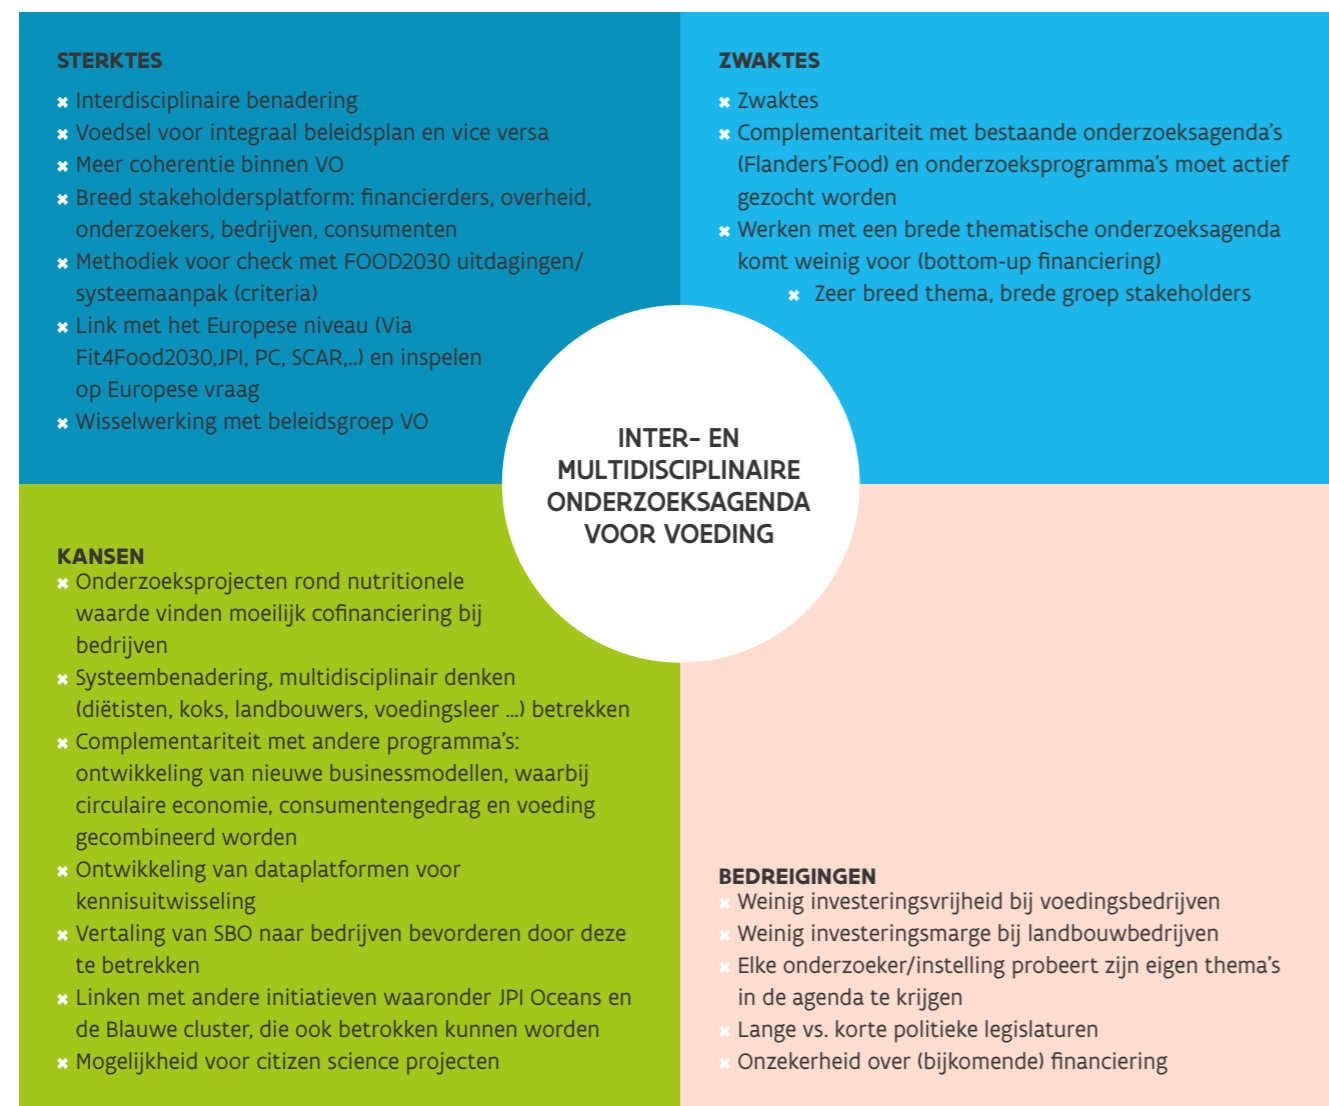 STERKTES
Interdisciplinaire benadering
Voedsel voor integraal beleidsplan en vice versa
Meer coherentie binnen VO
Breed stakeholdersplatform: financierders, overheid,
onderzoekers, bedrijven, consumenten
Methodiek voor check met FOOD2030 uitdagingen/
systeemaanpak (criteria)
Link met het Europese niveau (Via
Fit4Food2030,JPI, PC, SCAR,..) en inspelen
op Europese vraag
Wisselwerking met beleidsgroep VO
ZWAKTES
Zwaktes
Complementariteit met bestaande onderzoeksagenda's
(Flanders'Food) en onderzoeksprogramma's moet actief
gezocht worden
Werken met een brede thematische onderzoeksagenda
komt weinig voor (bottom-up financiering)
Zeer breed thema, brede groep stakeholders
INTER- EN
MULTIDISCIPLINAIRE
ONDERZOEKSAGENDA
VOOR VOEDING
KANSEN
Onderzoeksprojecten rond nutritionele
waarde vinden moeilijk cofinanciering bij
bedrijven
Systeembenadering, multidisciplinair denken
(diëtisten, koks, landbouwers, voedingsleer ...) betrekken
Complementariteit met andere programma's:
ontwikkeling van nieuwe businessmodellen, waarbij
circulaire economie, consumentengedrag en voeding
gecombineerd worden
Ontwikkeling van dataplatformen voor
kennisuitwisseling
Vertaling van SBO naar bedrijven bevorderen door deze
te betrekken
Linken met andere initiatieven waaronder JPI Oceans en
de Blauwe cluster, die ook betrokken kunnen worden
Mogelijkheid voor citizen science projecten
BEDREIGINGEN
Weinig investeringsvrijheid bij voedingsbedrijven
Weinig investeringsmarge bij landbouwbedrijven
Elke onderzoeker/instelling probeert zijn eigen thema's
in de agenda te krijgen
Lange vs. korte politieke legislaturen
Onzekerheid over (bijkomende) financiering